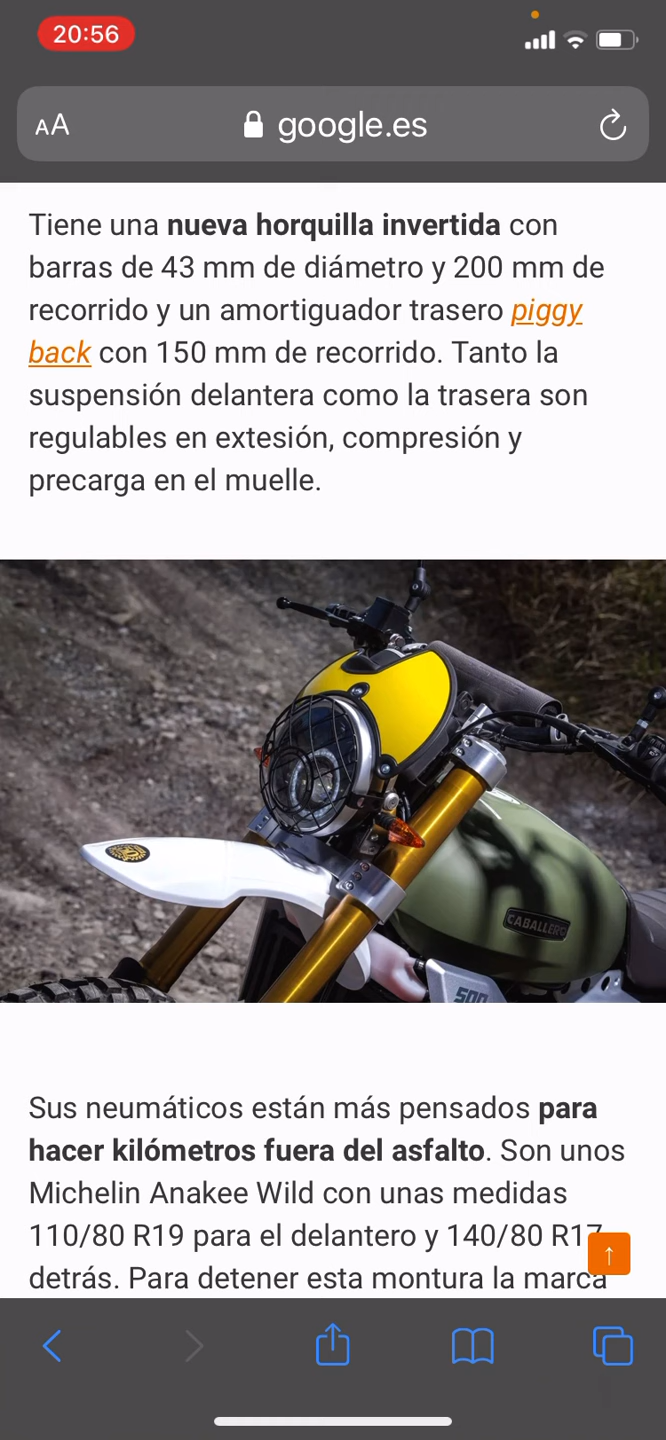 20:56
AA
google.es
Tiene una nueva horquilla invertida con
barras de 43 mm de diámetro y 200 mm de
recorrido y un amortiguador trasero piggy
back con 150 mm de recorrido. Tanto la
suspensión delantera como la trasera son
regulables en extesión, compresión y
precarga en el muelle.
CABALLERO
500
Sus neumáticos están más pensados para
hacer kilómetros fuera del asfalto. Son unos
Michelin Anakee Wild con unas medidas
110/80 R19 para el delantero y 140/80 R17
detrás. Para detener esta montura la marca